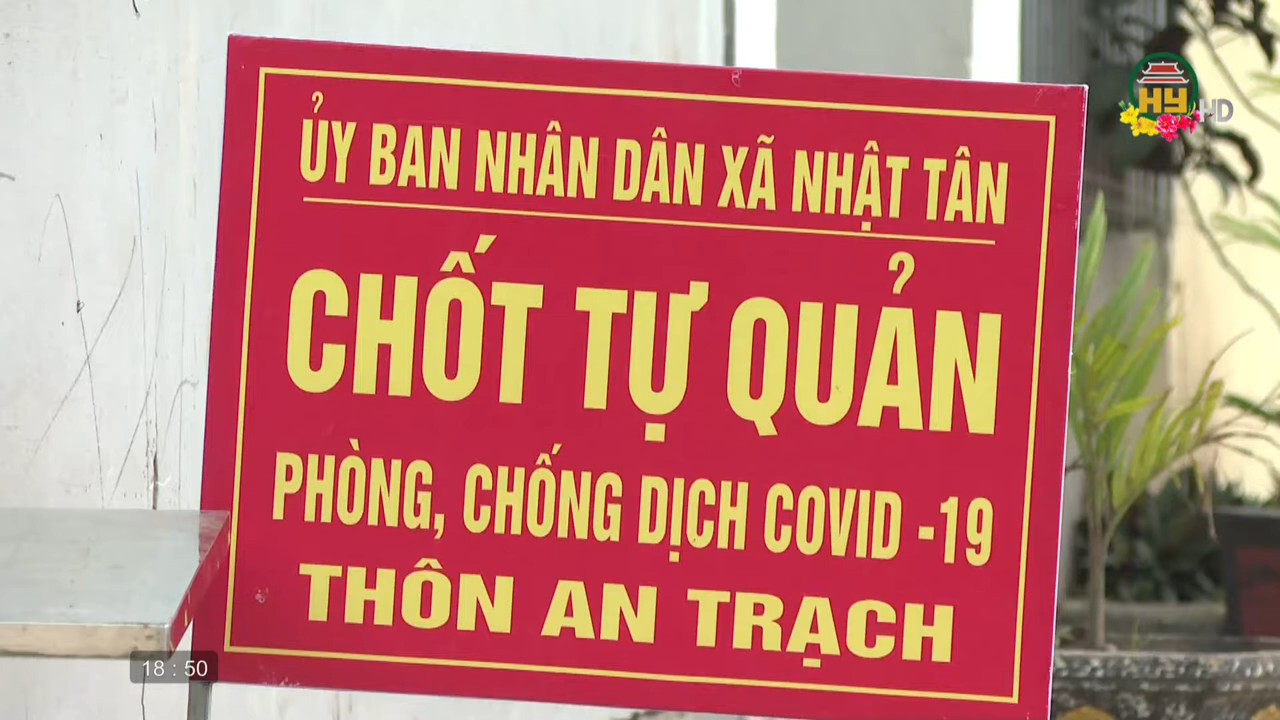 HY HD
ỦY BAN NHÂN DÂN XÃ NHẬT TÂN
CHỐT TỰ QUẢN
PHÒNG, CHỐNG DỊCH COVID -19
THÔN AN TRẠCH
18 : 50